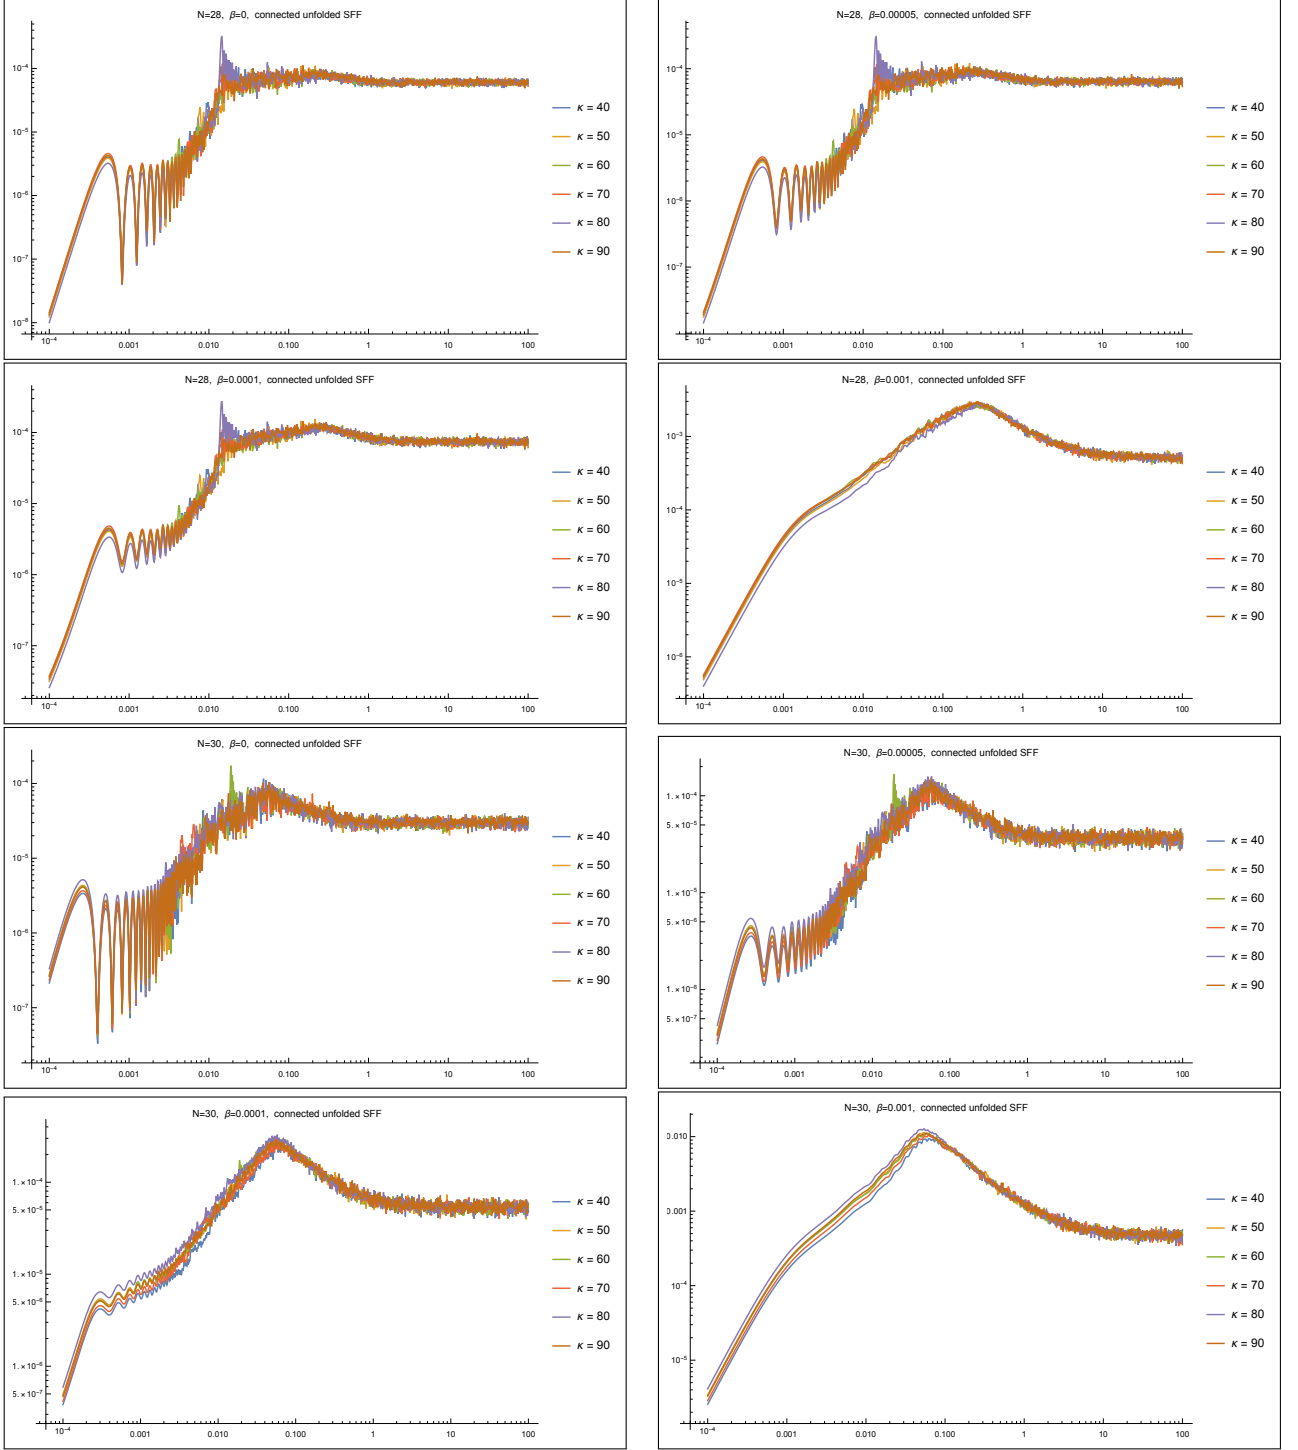 N=28, β=0, connected unfolded SFF
10⁻⁴
10⁻⁵
10⁻⁶
10⁻⁷
10⁻⁸
10⁻⁴ 0.001 0.010 0.100 1 10 100
κ = 40
κ = 50
κ = 60
κ = 70
κ = 80
κ = 90
N=28, β=0.00005, connected unfolded SFF
10⁻⁴
10⁻⁵
10⁻⁶
10⁻⁷
10⁻⁴ 0.001 0.010 0.100 1 10 100
κ = 40
κ = 50
κ = 60
κ = 70
κ = 80
κ = 90
N=28, β=0.0001, connected unfolded SFF
10⁻⁴
10⁻⁵
10⁻⁶
10⁻⁷
10⁻⁴ 0.001 0.010 0.100 1 10 100
κ = 40
κ = 50
κ = 60
κ = 70
κ = 80
κ = 90
N=28, β=0.001, connected unfolded SFF
10⁻³
10⁻⁴
10⁻⁵
10⁻⁶
10⁻⁴ 0.001 0.010 0.100 1 10 100
κ = 40
κ = 50
κ = 60
κ = 70
κ = 80
κ = 90
N=30, β=0, connected unfolded SFF
10⁻⁴
10⁻⁵
10⁻⁶
10⁻⁷
10⁻⁴ 0.001 0.010 0.100 1 10 100
κ = 40
κ = 50
κ = 60
κ = 70
κ = 80
κ = 90
N=30, β=0.00005, connected unfolded SFF
1. × 10⁻⁴
5. × 10⁻⁵
1. × 10⁻⁵
5. × 10⁻⁶
1. × 10⁻⁶
5. × 10⁻⁷
10⁻⁴ 0.001 0.010 0.100 1 10 100
κ = 40
κ = 50
κ = 60
κ = 70
κ = 80
κ = 90
N=30, β=0.0001, connected unfolded SFF
1. × 10⁻⁴
5. × 10⁻⁵
1. × 10⁻⁵
5. × 10⁻⁶
1. × 10⁻⁶
5. × 10⁻⁷
10⁻⁴ 0.001 0.010 0.100 1 10 100
κ = 40
κ = 50
κ = 60
κ = 70
κ = 80
κ = 90
N=30, β=0.001, connected unfolded SFF
0.010
0.001
10⁻⁴
10⁻⁵
10⁻⁴ 0.001 0.010 0.100 1 10 100
κ = 40
κ = 50
κ = 60
κ = 70
κ = 80
κ = 90